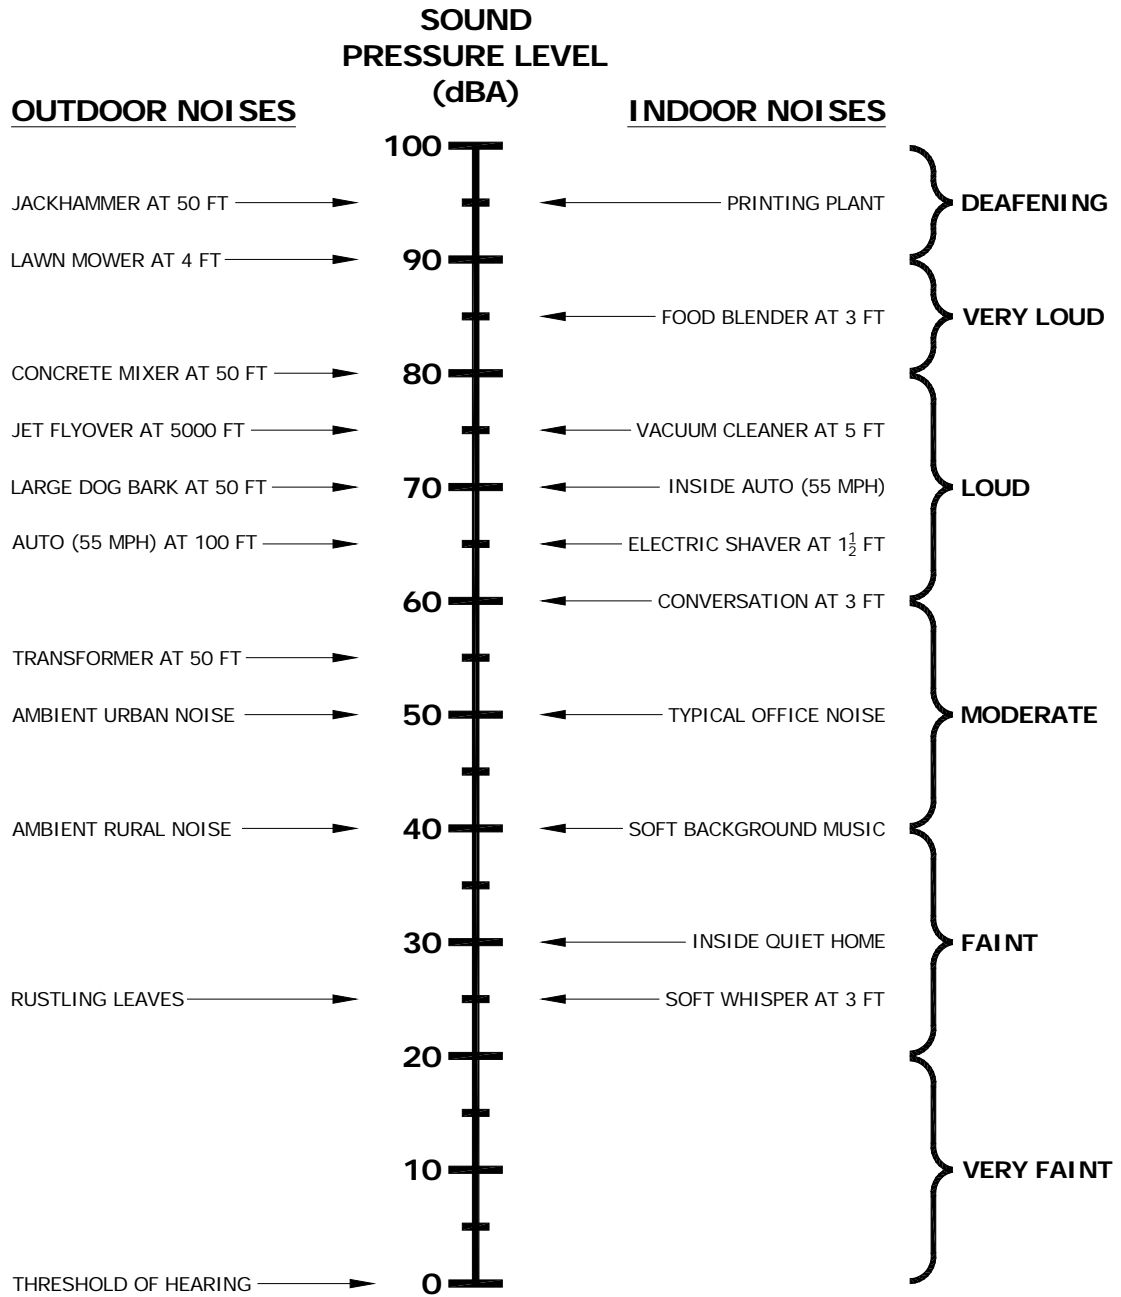 SOUND
PRESSURE LEVEL
(dBA)
OUTDOOR NOISES
INDOOR NOISES
100
JACKHAMMER AT 50 FT
PRINTING PLANT
DEAFENING
LAWN MOWER AT 4 FT
90
FOOD BLENDER AT 3 FT
VERY LOUD
CONCRETE MIXER AT 50 FT
80
JET FLYOVER AT 5000 FT
VACUUM CLEANER AT 5 FT
LARGE DOG BARK AT 50 FT
70
INSIDE AUTO (55 MPH)
LOUD
AUTO (55 MPH) AT 100 FT
ELECTRIC SHAVER AT 1½ FT
60
CONVERSATION AT 3 FT
TRANSFORMER AT 50 FT
AMBIENT URBAN NOISE
50
TYPICAL OFFICE NOISE
MODERATE
AMBIENT RURAL NOISE
40
SOFT BACKGROUND MUSIC
30
INSIDE QUIET HOME
FAINT
RUSTLING LEAVES
SOFT WHISPER AT 3 FT
20
10
VERY FAINT
THRESHOLD OF HEARING
0